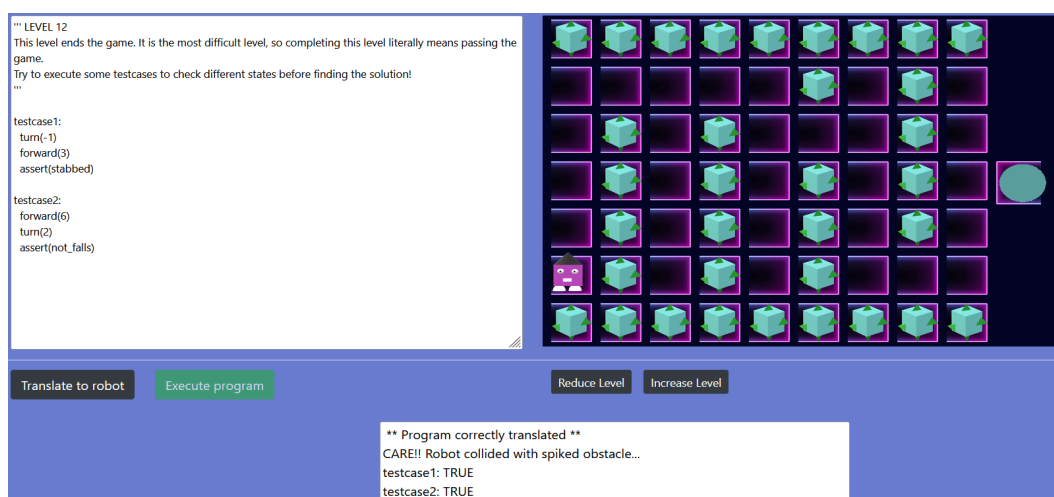 ''' LEVEL 12
This level ends the game. It is the most difficult level, so completing this level literally means passing the
game.
Try to execute some testcases to check different states before finding the solution!
'''
testcase1:
turn(-1)
forward(3)
assert(stabbed)
testcase2:
forward(6)
turn(2)
assert(not_falls)
Translate to robot
Execute program
Reduce Level
Increase Level
** Program correctly translated **
CARE!! Robot collided with spiked obstacle...
testcase1: TRUE
testcase2: TRUE